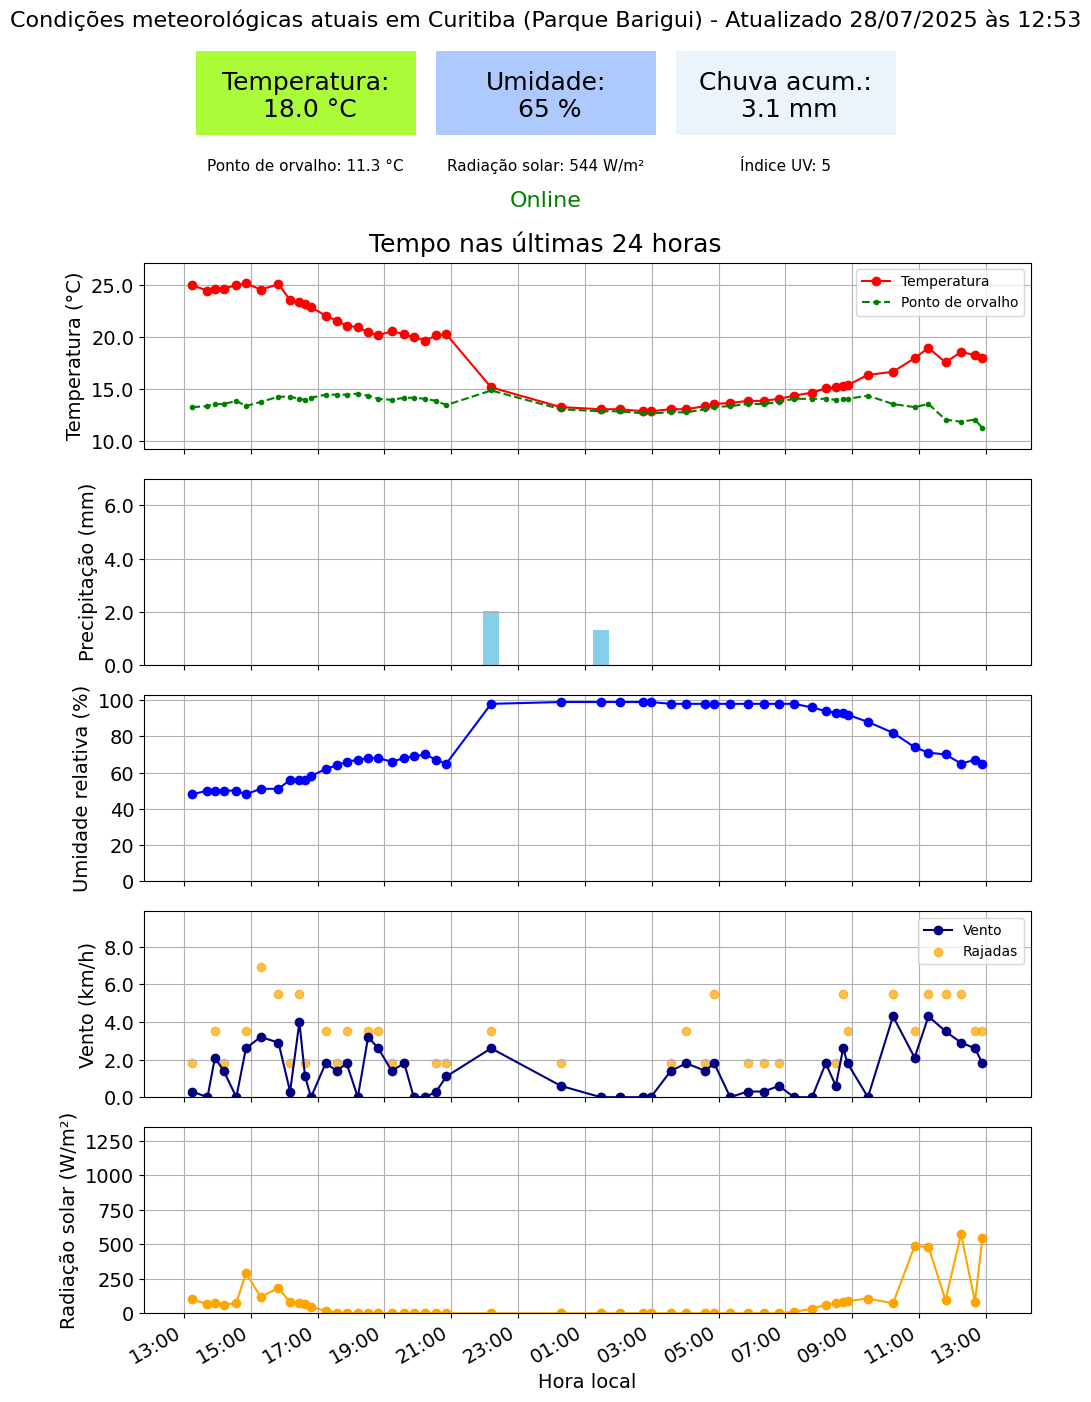 Condições meteorológicas atuais em Curitiba (Parque Barigui) - Atualizado 28/07/2025 às 12:53
Temperatura:
18.0 °C
Umidade:
65 %
Chuva acum.:
3.1 mm
Ponto de orvalho: 11.3 °C
Radiação solar: 544 W/m²
Índice UV: 5
Online
Tempo nas últimas 24 horas
Temperatura (°C)
25.0
20.0
15.0
10.0
Temperatura
Ponto de orvalho
Precipitação (mm)
6.0
4.0
2.0
0.0
Umidade relativa (%)
100
80
60
40
20
0
Vento (km/h)
8.0
6.0
4.0
2.0
0.0
Vento
Rajadas
Radiação solar (W/m²)
1250
1000
750
500
250
0
13:00
15:00
17:00
19:00
21:00
23:00
01:00
03:00
05:00
07:00
09:00
11:00
13:00
Hora local